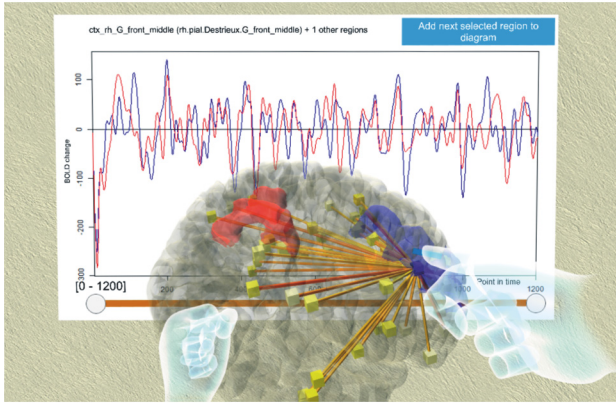 ctx_rh_G_front_middle (rh.pial.Destrieux.G_front_middle) + 1 other regions
Add next selected region to
diagram
100
0
-100
-200
-300
BOLD change
[0 - 1200]
200
1000
1200
Point in time